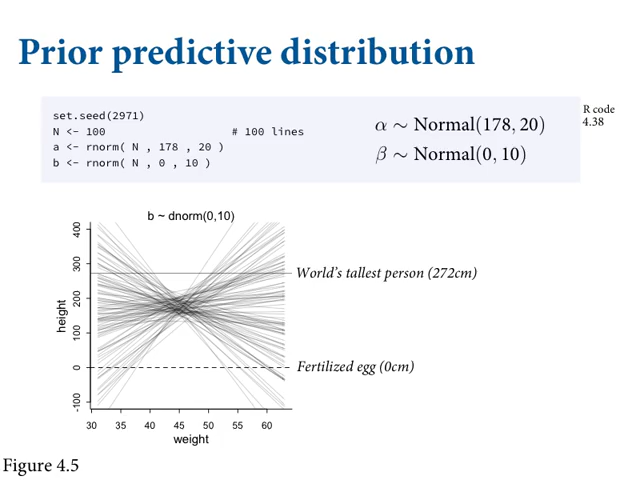 Prior predictive distribution
set.seed(2971)
N <- 100 # 100 lines
a <- rnorm( N , 178 , 20 )
b <- rnorm( N , 0 , 10 )
α ∼ Normal(178, 20)
β ∼ Normal(0, 10)
R code
4.38
b ~ dnorm(0,10)
height
400
300
200
100
0
-100
World's tallest person (272cm)
Fertilized egg (0cm)
30 35 40 45 50 55 60
weight
Figure 4.5